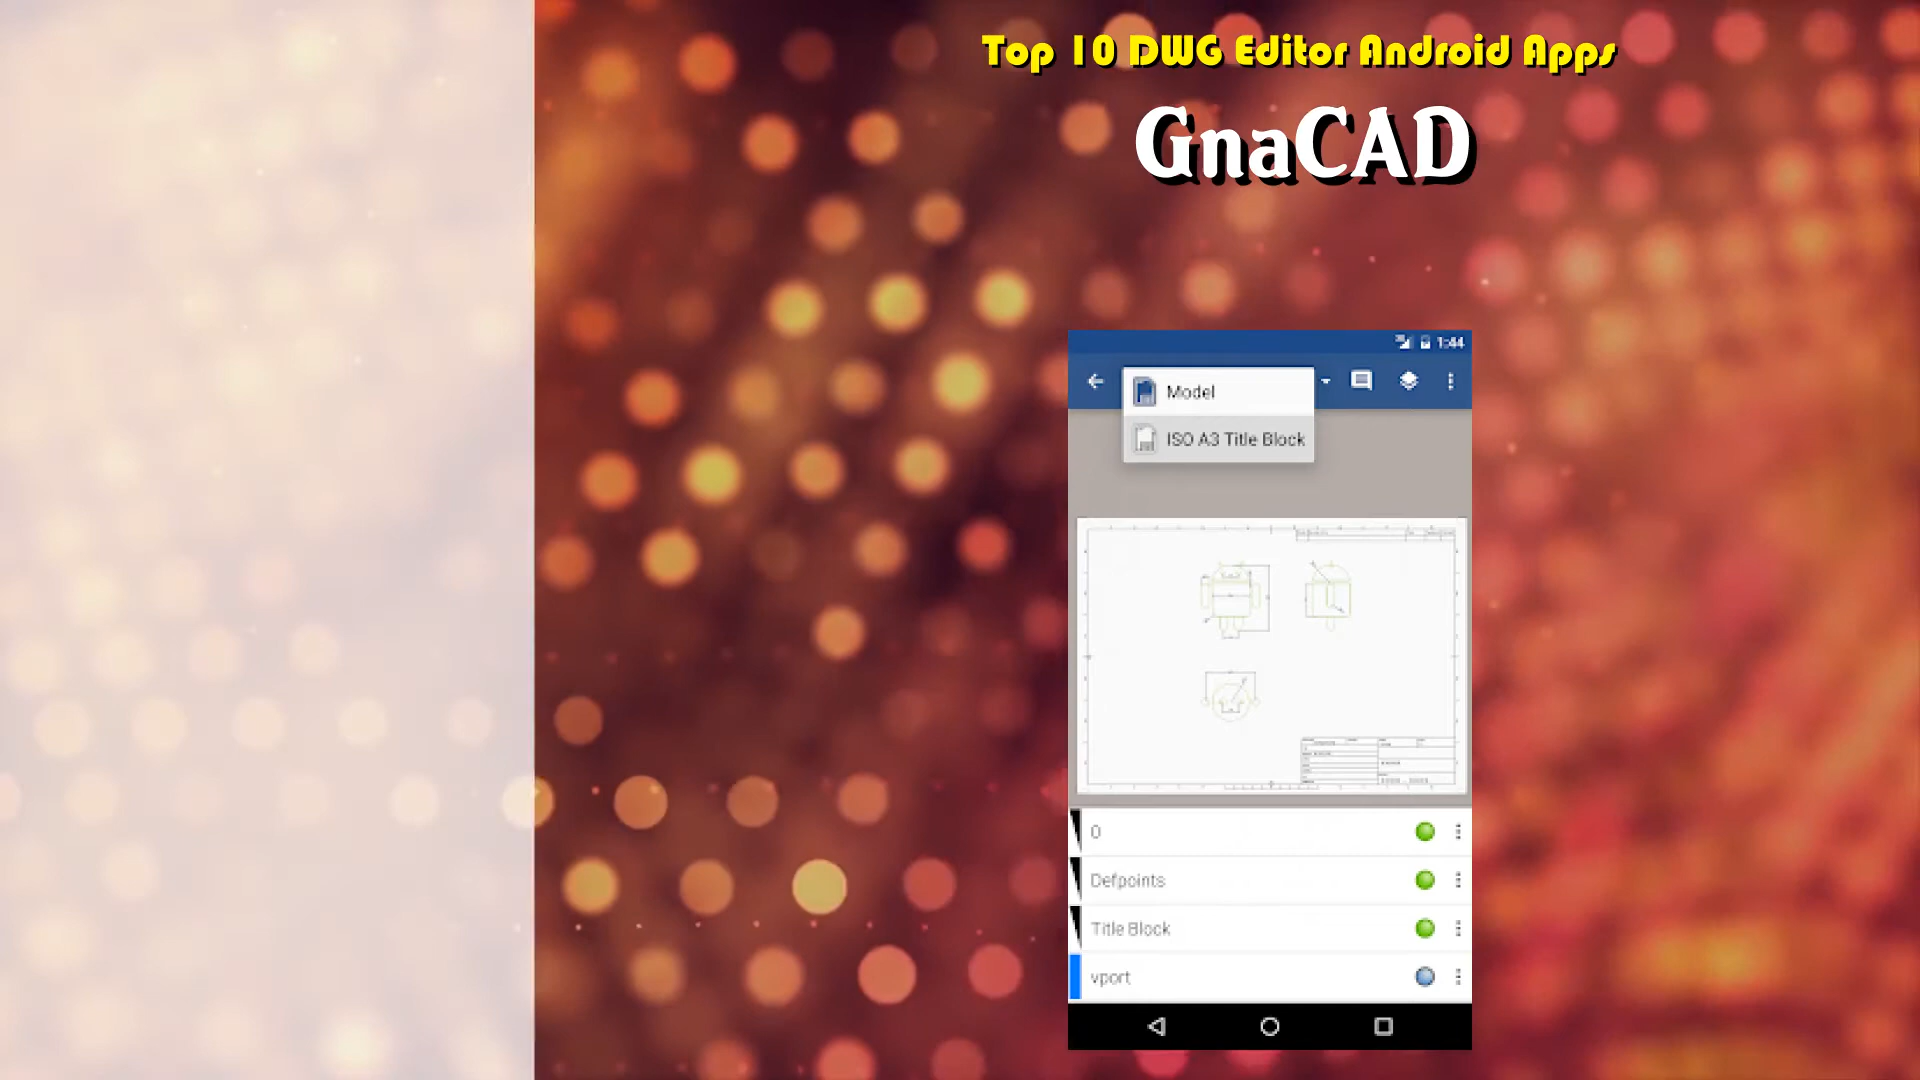 Top 10 DWG Editor Android Apps
GnaCAD
1:44
Model
ISO A3 Title Block
0
Defpoints
Title Block
vport